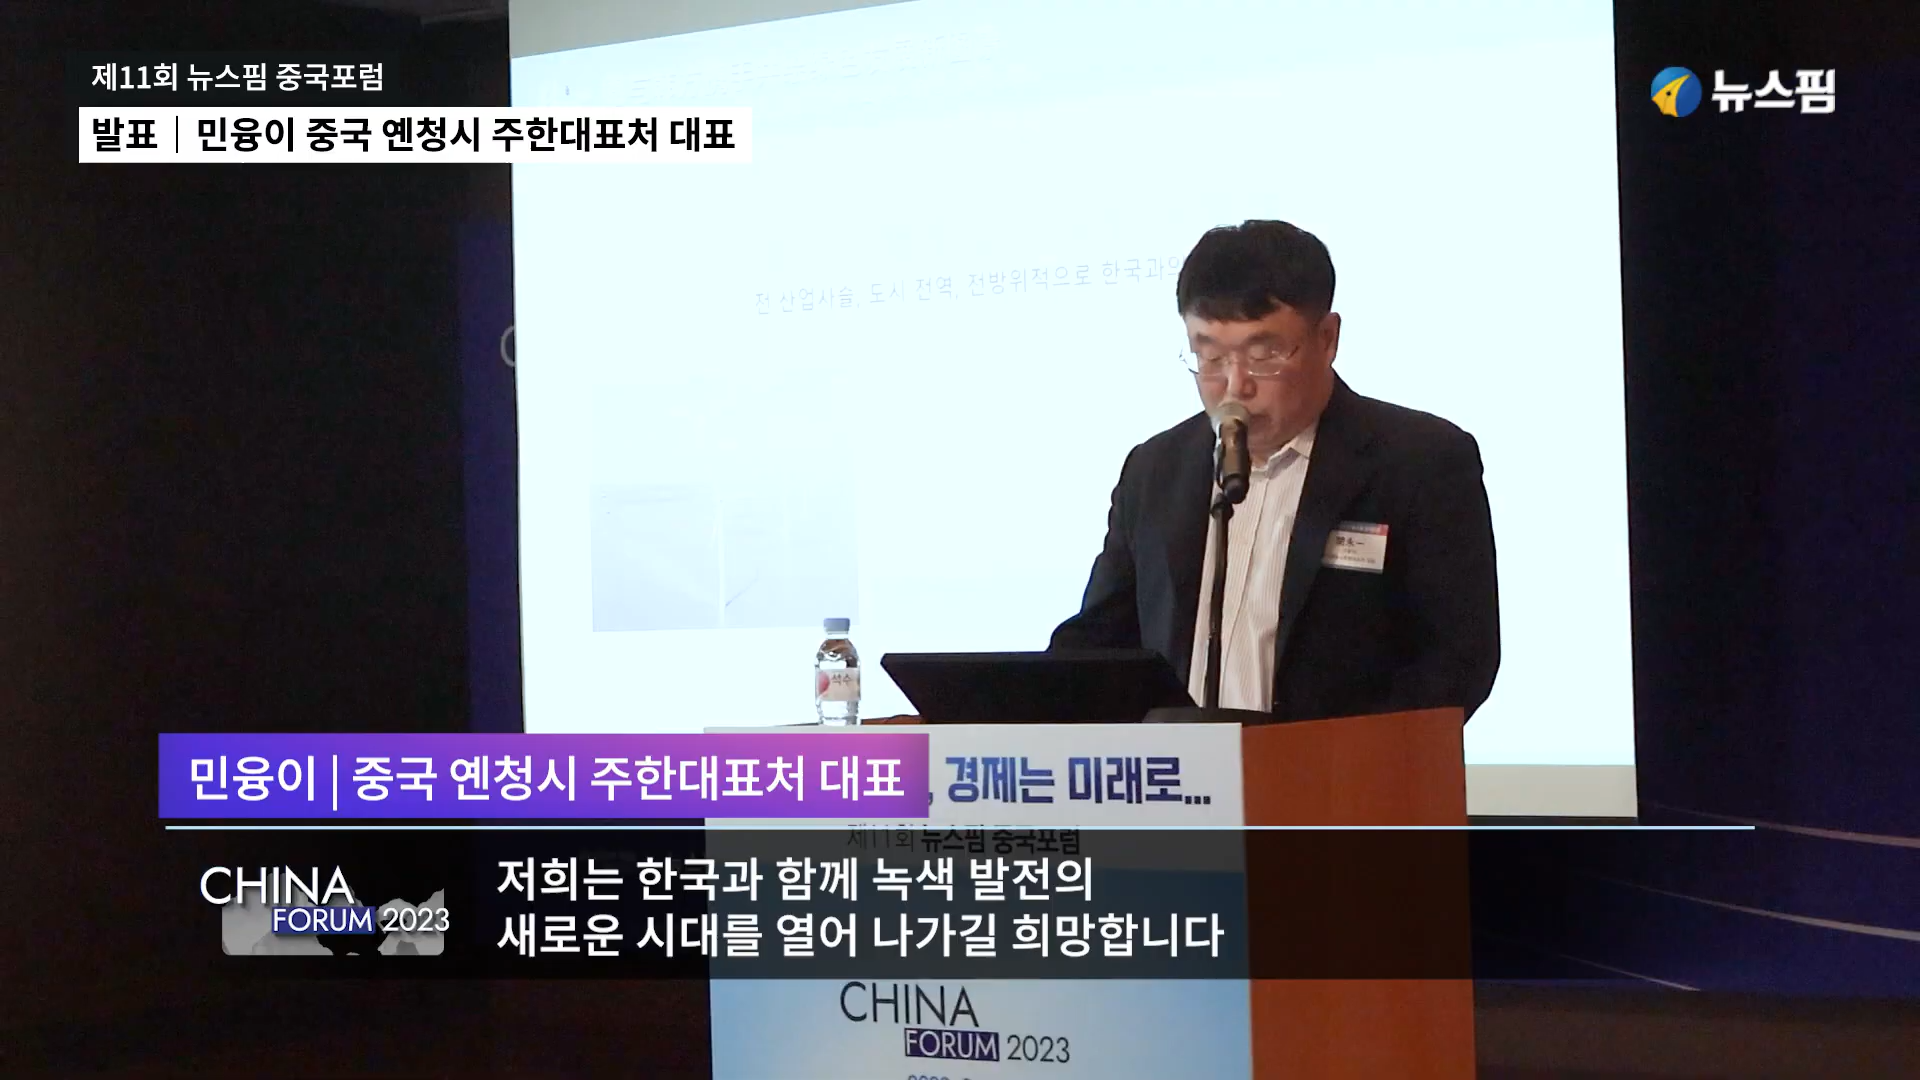 제11회 뉴스핌 중국포럼
발표 | 민융이 중국 옌청시 주한대표처 대표
뉴스핌
전 산업사슬, 도시 전역, 전방위적으로 한국과의
석수
민융이 | 중국 옌청시 주한대표처 대표
, 경제는 미래로...
제11회 뉴스핌 중국포럼
CHINA
FORUM 2023
저희는 한국과 함께 녹색 발전의
새로운 시대를 열어 나가길 희망합니다
CHINA
FORUM 2023